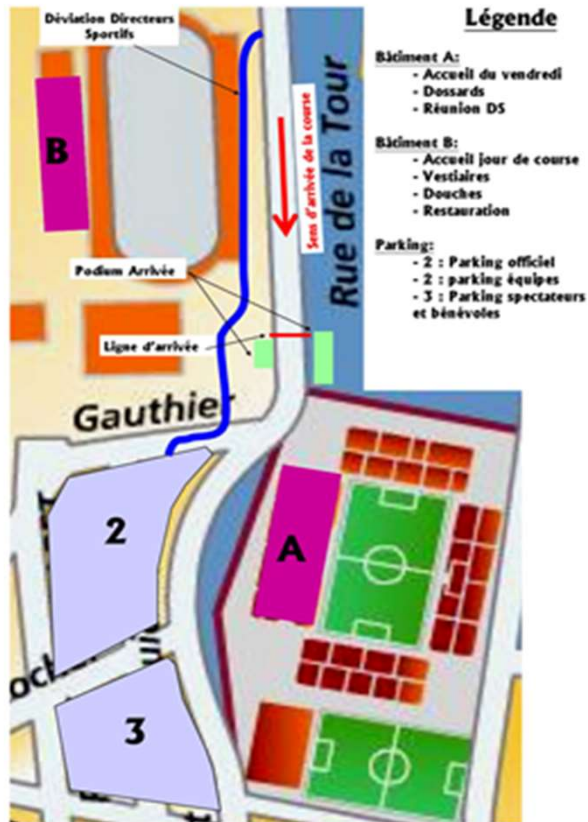 Déviation Directeurs
Sportifs
Légende
Bâtiment A:
- Accueil du vendredi
- Dossards
- Réunion DS
Bâtiment B:
- Accueil jour de course
- Vestiaires
- Douches
- Restauration
Parking:
- 2 : Parking officiel
- 2 : parking équipes
- 3 : Parking spectateurs
et bénévoles
B
Sens d'arrivée de la course
Rue de la Tour
Podium Arrivée
Ligne d'arrivée
Gauthier
2
A
3